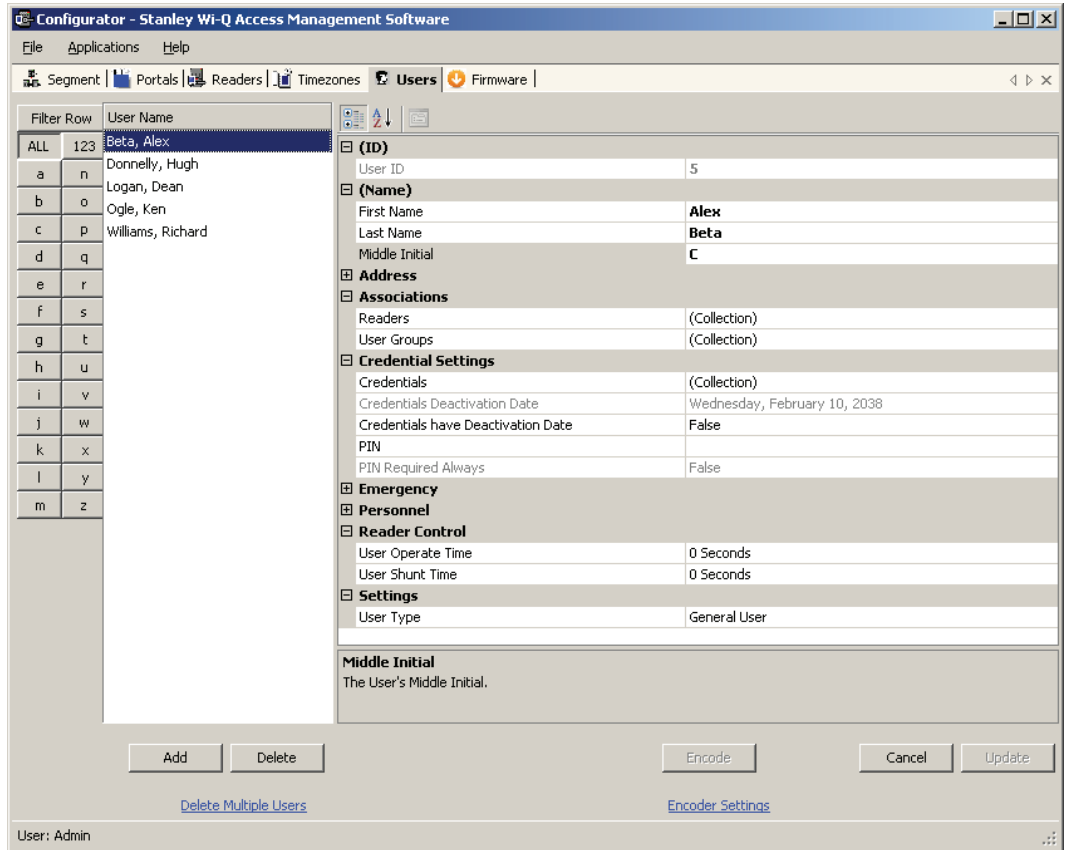 Configurator - Stanley Wi-Q Access Management Software
File Applications Help
Segment Portals Readers Timezones Users Firmware
Filter Row User Name
ALL 123 Beta, Alex
a n Donnelly, Hugh
b o Logan, Dean
c p Ogle, Ken
d q Williams, Richard
e r
f s
g t
h u
i v
j w
k x
l y
m z
(ID)
User ID 5
(Name)
First Name Alex
Last Name Beta
Middle Initial C
Address
Associations
Readers (Collection)
User Groups (Collection)
Credential Settings
Credentials (Collection)
Credentials Deactivation Date Wednesday, February 10, 2038
Credentials have Deactivation Date False
PIN
PIN Required Always False
Emergency
Personnel
Reader Control
User Operate Time 0 Seconds
User Shunt Time 0 Seconds
Settings
User Type General User
Middle Initial
The User's Middle Initial.
Add Delete Encode Cancel Update
Delete Multiple Users Encoder Settings
User: Admin